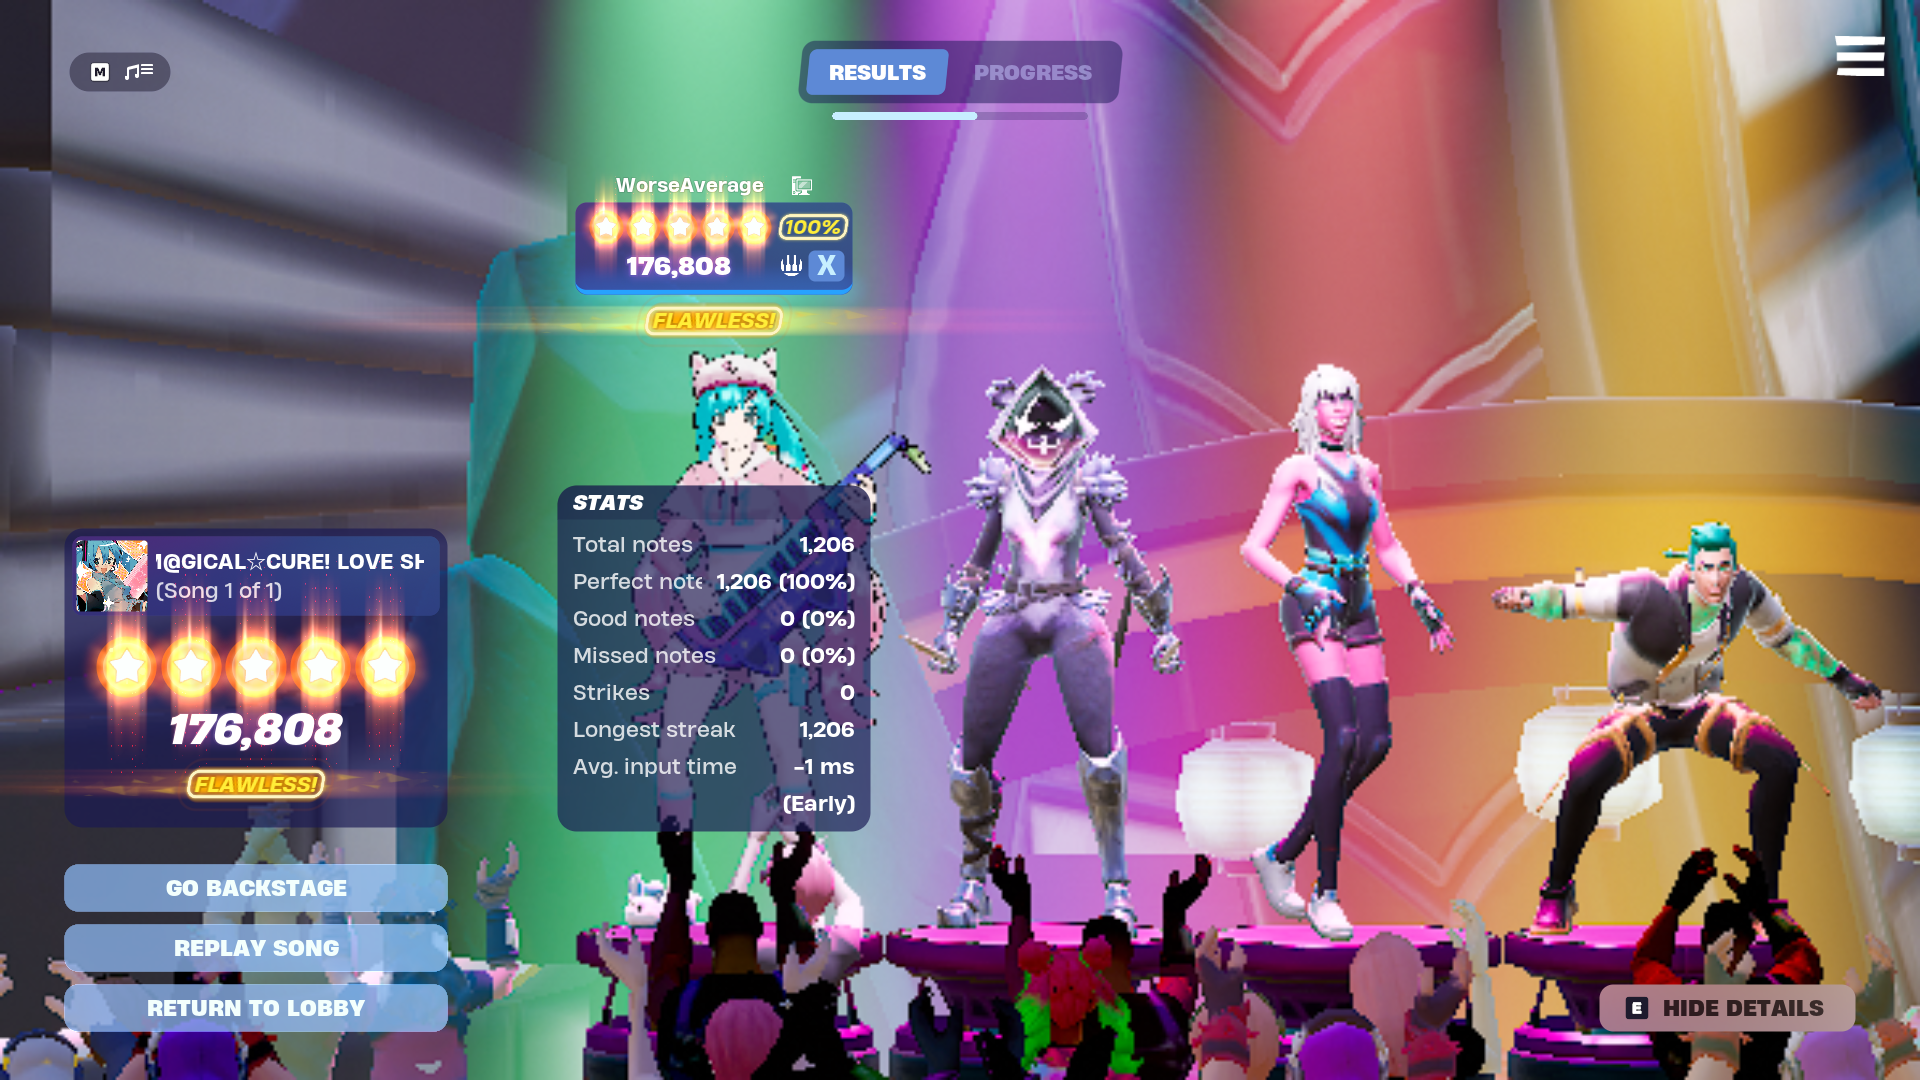 M
RESULTS
PROGRESS
WorseAverage
100%
176,808
X
FLAWLESS!
STATS
Total notes 1,206
Perfect note 1,206 (100%)
Good notes 0 (0%)
Missed notes 0 (0%)
Strikes 0
Longest streak 1,206
Avg. input time -1 ms
(Early)
M@GICAL☆CURE! LOVE SH
(Song 1 of 1)
176,808
FLAWLESS!
GO BACKSTAGE
REPLAY SONG
RETURN TO LOBBY
E HIDE DETAILS